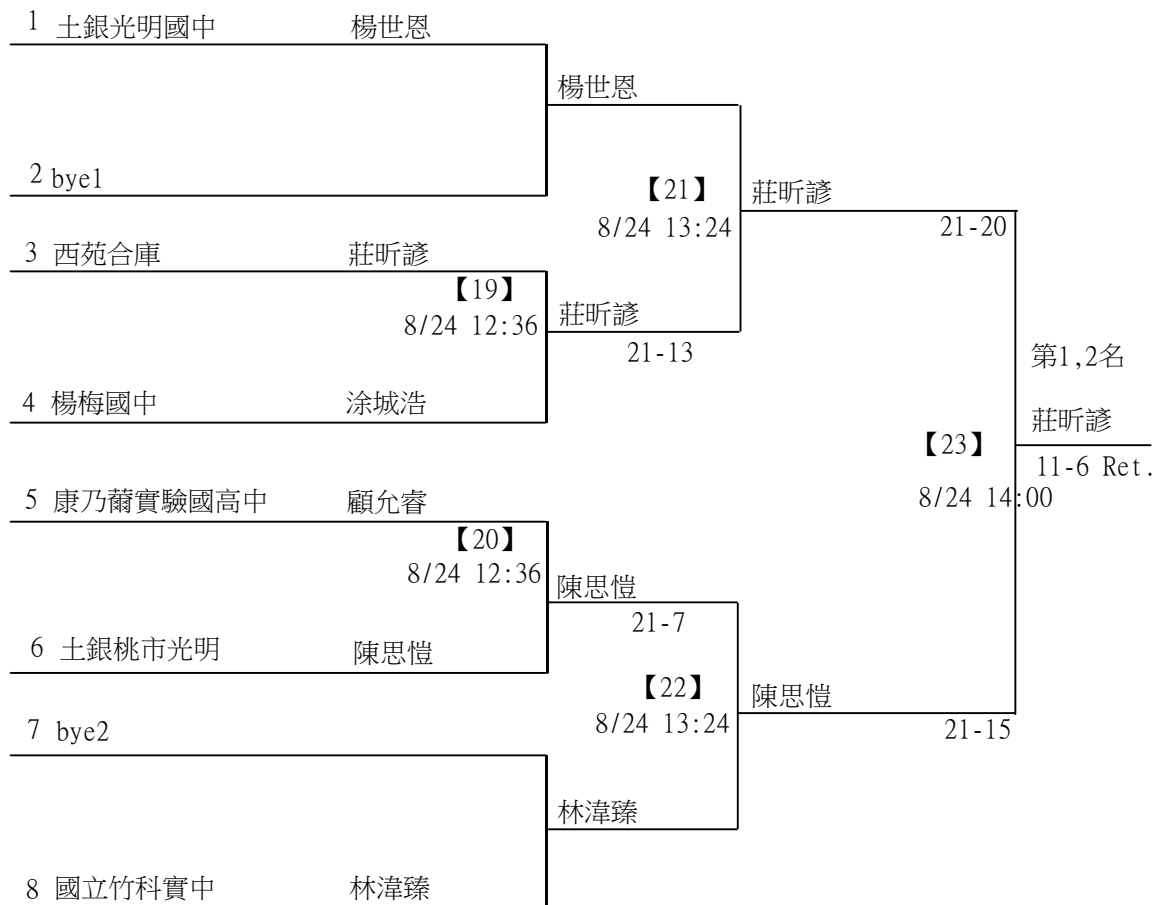 1 土銀光明國中 楊世恩
楊世恩
2 bye1
【21】
莊昕諺
8/24 13:24
21-20
3 西苑合庫 莊昕諺
【19】
8/24 12:36
莊昕諺
21-13
第1,2名
4 楊梅國中 涂城浩
莊昕諺
【23】
11-6 Ret.
8/24 14:00
5 康乃薾實驗國高中 顧允睿
【20】
8/24 12:36
陳思愷
21-7
6 土銀桃市光明 陳思愷
【22】
陳思愷
8/24 13:24
21-15
7 bye2
林湋臻
8 國立竹科實中 林湋臻